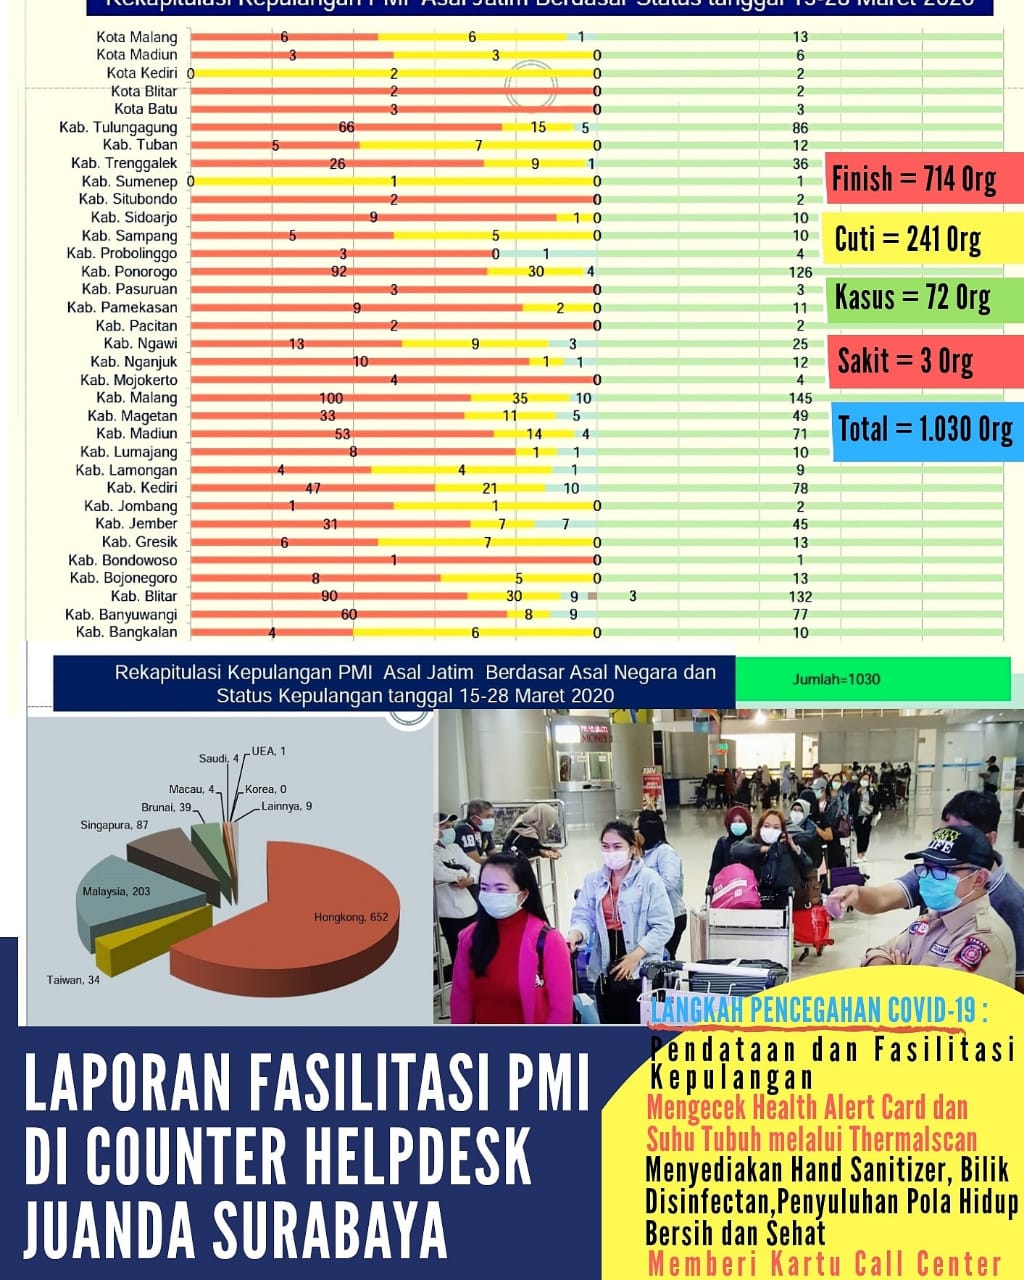 Rekapitulasi Kepulangan PMI Asal Jatim Berdasar Status tanggal 15-28 Maret 2020
Kota Malang 6 6 1 13
Kota Madiun 3 3 0 6
Kota Kediri 0 2 0 2
Kota Blitar 2 0 2
Kota Batu 3 0 3
Kab. Tulungagung 66 15 5 86
Kab. Tuban 5 7 0 12
Kab. Trenggalek 26 9 1 36
Kab. Sumenep 0 1 0 1
Kab. Situbondo 2 0 2
Kab. Sidoarjo 9 1 0 10
Kab. Sampang 5 5 0 10
Kab. Probolinggo 3 0 1 4
Kab. Ponorogo 92 30 4 126
Kab. Pasuruan 3 0 3
Kab. Pamekasan 9 2 0 11
Kab. Pacitan 2 0 2
Kab. Ngawi 13 9 3 25
Kab. Nganjuk 10 1 1 12
Kab. Mojokerto 4 0 4
Kab. Malang 100 35 10 145
Kab. Magetan 33 11 5 49
Kab. Madiun 53 14 4 71
Kab. Lumajang 8 1 1 10
Kab. Lamongan 4 4 1 9
Kab. Kediri 47 21 10 78
Kab. Jombang 1 1 0 2
Kab. Jember 31 7 7 45
Kab. Gresik 6 7 0 13
Kab. Bondowoso 1 0 1
Kab. Bojonegoro 8 5 0 13
Kab. Blitar 90 30 9 3 132
Kab. Banyuwangi 60 8 9 77
Kab. Bangkalan 4 6 0 10
Finish = 714 Org
Cuti = 241 Org
Kasus = 72 Org
Sakit = 3 Org
Total = 1.030 Org
Rekapitulasi Kepulangan PMI Asal Jatim Berdasar Asal Negara dan
Status Kepulangan tanggal 15-28 Maret 2020
Jumlah=1030
UEA, 1
Saudi, 4
Macau, 4
Korea, 0
Brunai, 39
Lainnya, 9
Singapura, 87
Malaysia, 203
Hongkong, 652
Taiwan, 34
LAPORAN FASILITASI PMI
DI COUNTER HELPDESK
JUANDA SURABAYA
LANGKAH PENCEGAHAN COVID-19 :
Pendataan dan Fasilitasi
Kepulangan
Mengecek Health Alert Card dan
Suhu Tubuh melalui Thermalscan
Menyediakan Hand Sanitizer, Bilik
Disinfectan,Penyuluhan Pola Hidup
Bersih dan Sehat
Memberi Kartu Call Center